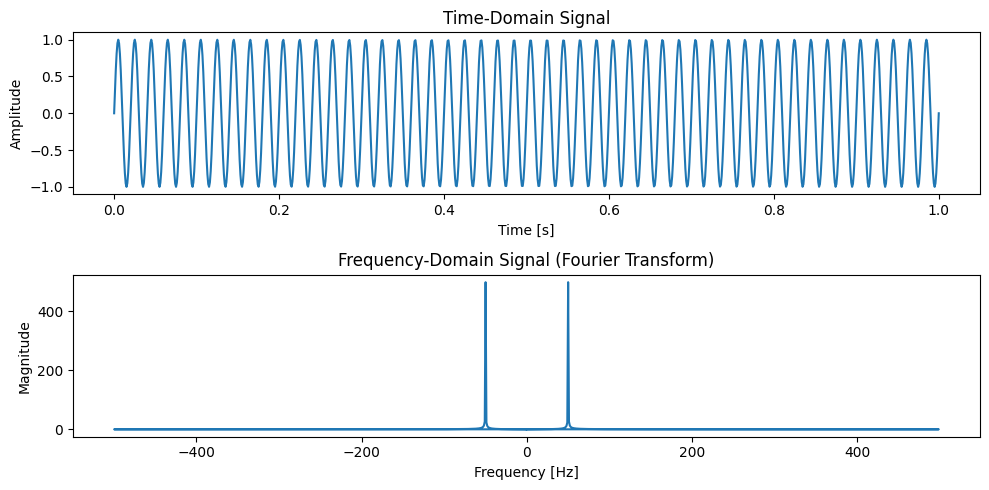 Time-Domain Signal
1.0
0.5
0.0
−0.5
−1.0
Amplitude
0.0 0.2 0.4 0.6 0.8 1.0
Time [s]
Frequency-Domain Signal (Fourier Transform)
400
200
0
Magnitude
−400 −200 0 200 400
Frequency [Hz]